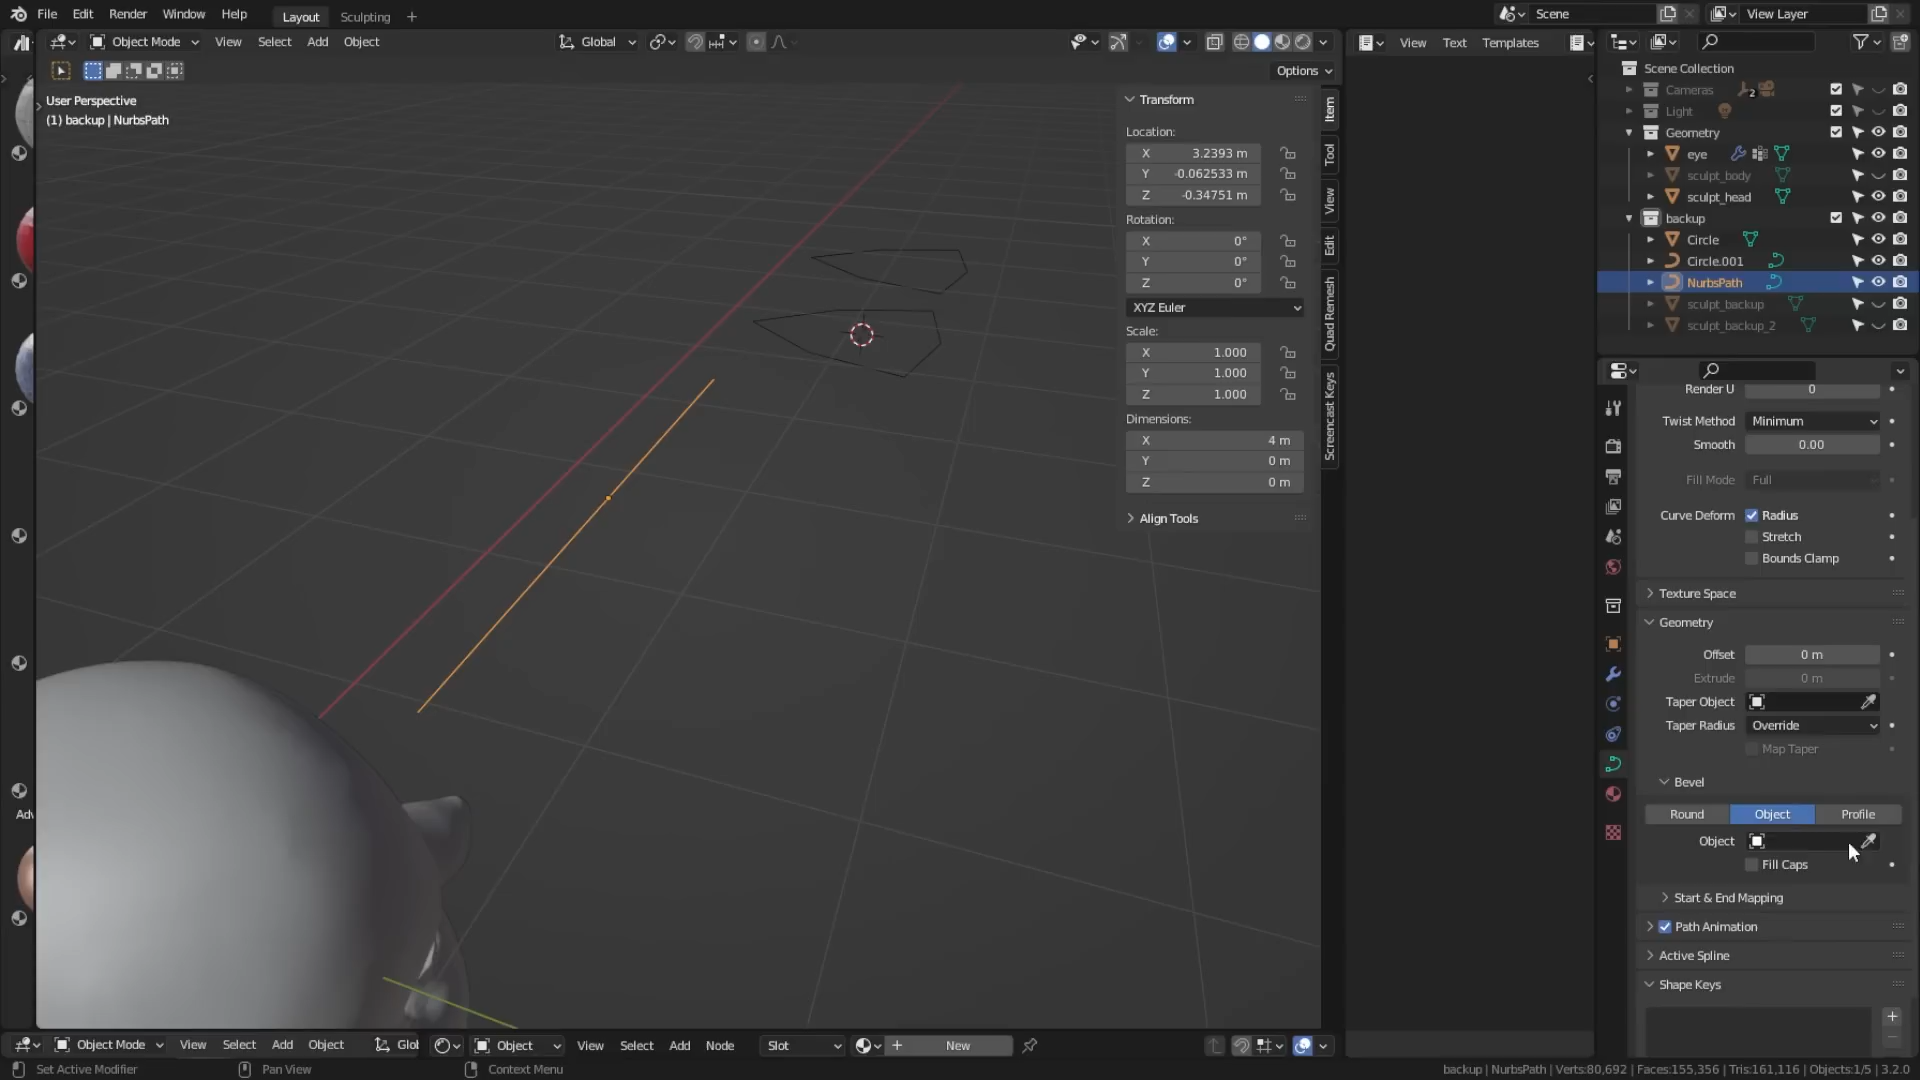 File Edit Render Window Help Layout Sculpting + Scene View Layer
Object Mode View Select Add Object Global View Text Templates
Options
User Perspective
(1) backup | NurbsPath
Transform
Location:
X 3.2393 m
Y -0.062533 m
Z -0.34751 m
Rotation:
X 0°
Y 0°
Z 0°
XYZ Euler
Scale:
X 1.000
Y 1.000
Z 1.000
Dimensions:
X 4 m
Y 0 m
Z 0 m
Align Tools
Item
Tool
View
Edit
Quad Remesh
Screencast Keys
Scene Collection
Cameras 2
Light
Geometry
eye
sculpt_body
sculpt_head
backup
Circle
Circle.001
NurbsPath
sculpt_backup
sculpt_backup_2
Render U 0
Twist Method Minimum
Smooth 0.00
Fill Mode Full
Curve Deform Radius
Stretch
Bounds Clamp
Texture Space
Geometry
Offset 0 m
Extrude 0 m
Taper Object
Taper Radius Override
Map Taper
Bevel
Round Object Profile
Object
Fill Caps
Start & End Mapping
Path Animation
Active Spline
Shape Keys
Adv
Object Mode View Select Add Object Glob Object View Select Add Node Slot New
Set Active Modifier Pan View Context Menu backup | NurbsPath | Verts:80,692 | Faces:155,356 | Tris:161,116 | Objects:1/5 | 3.2.0